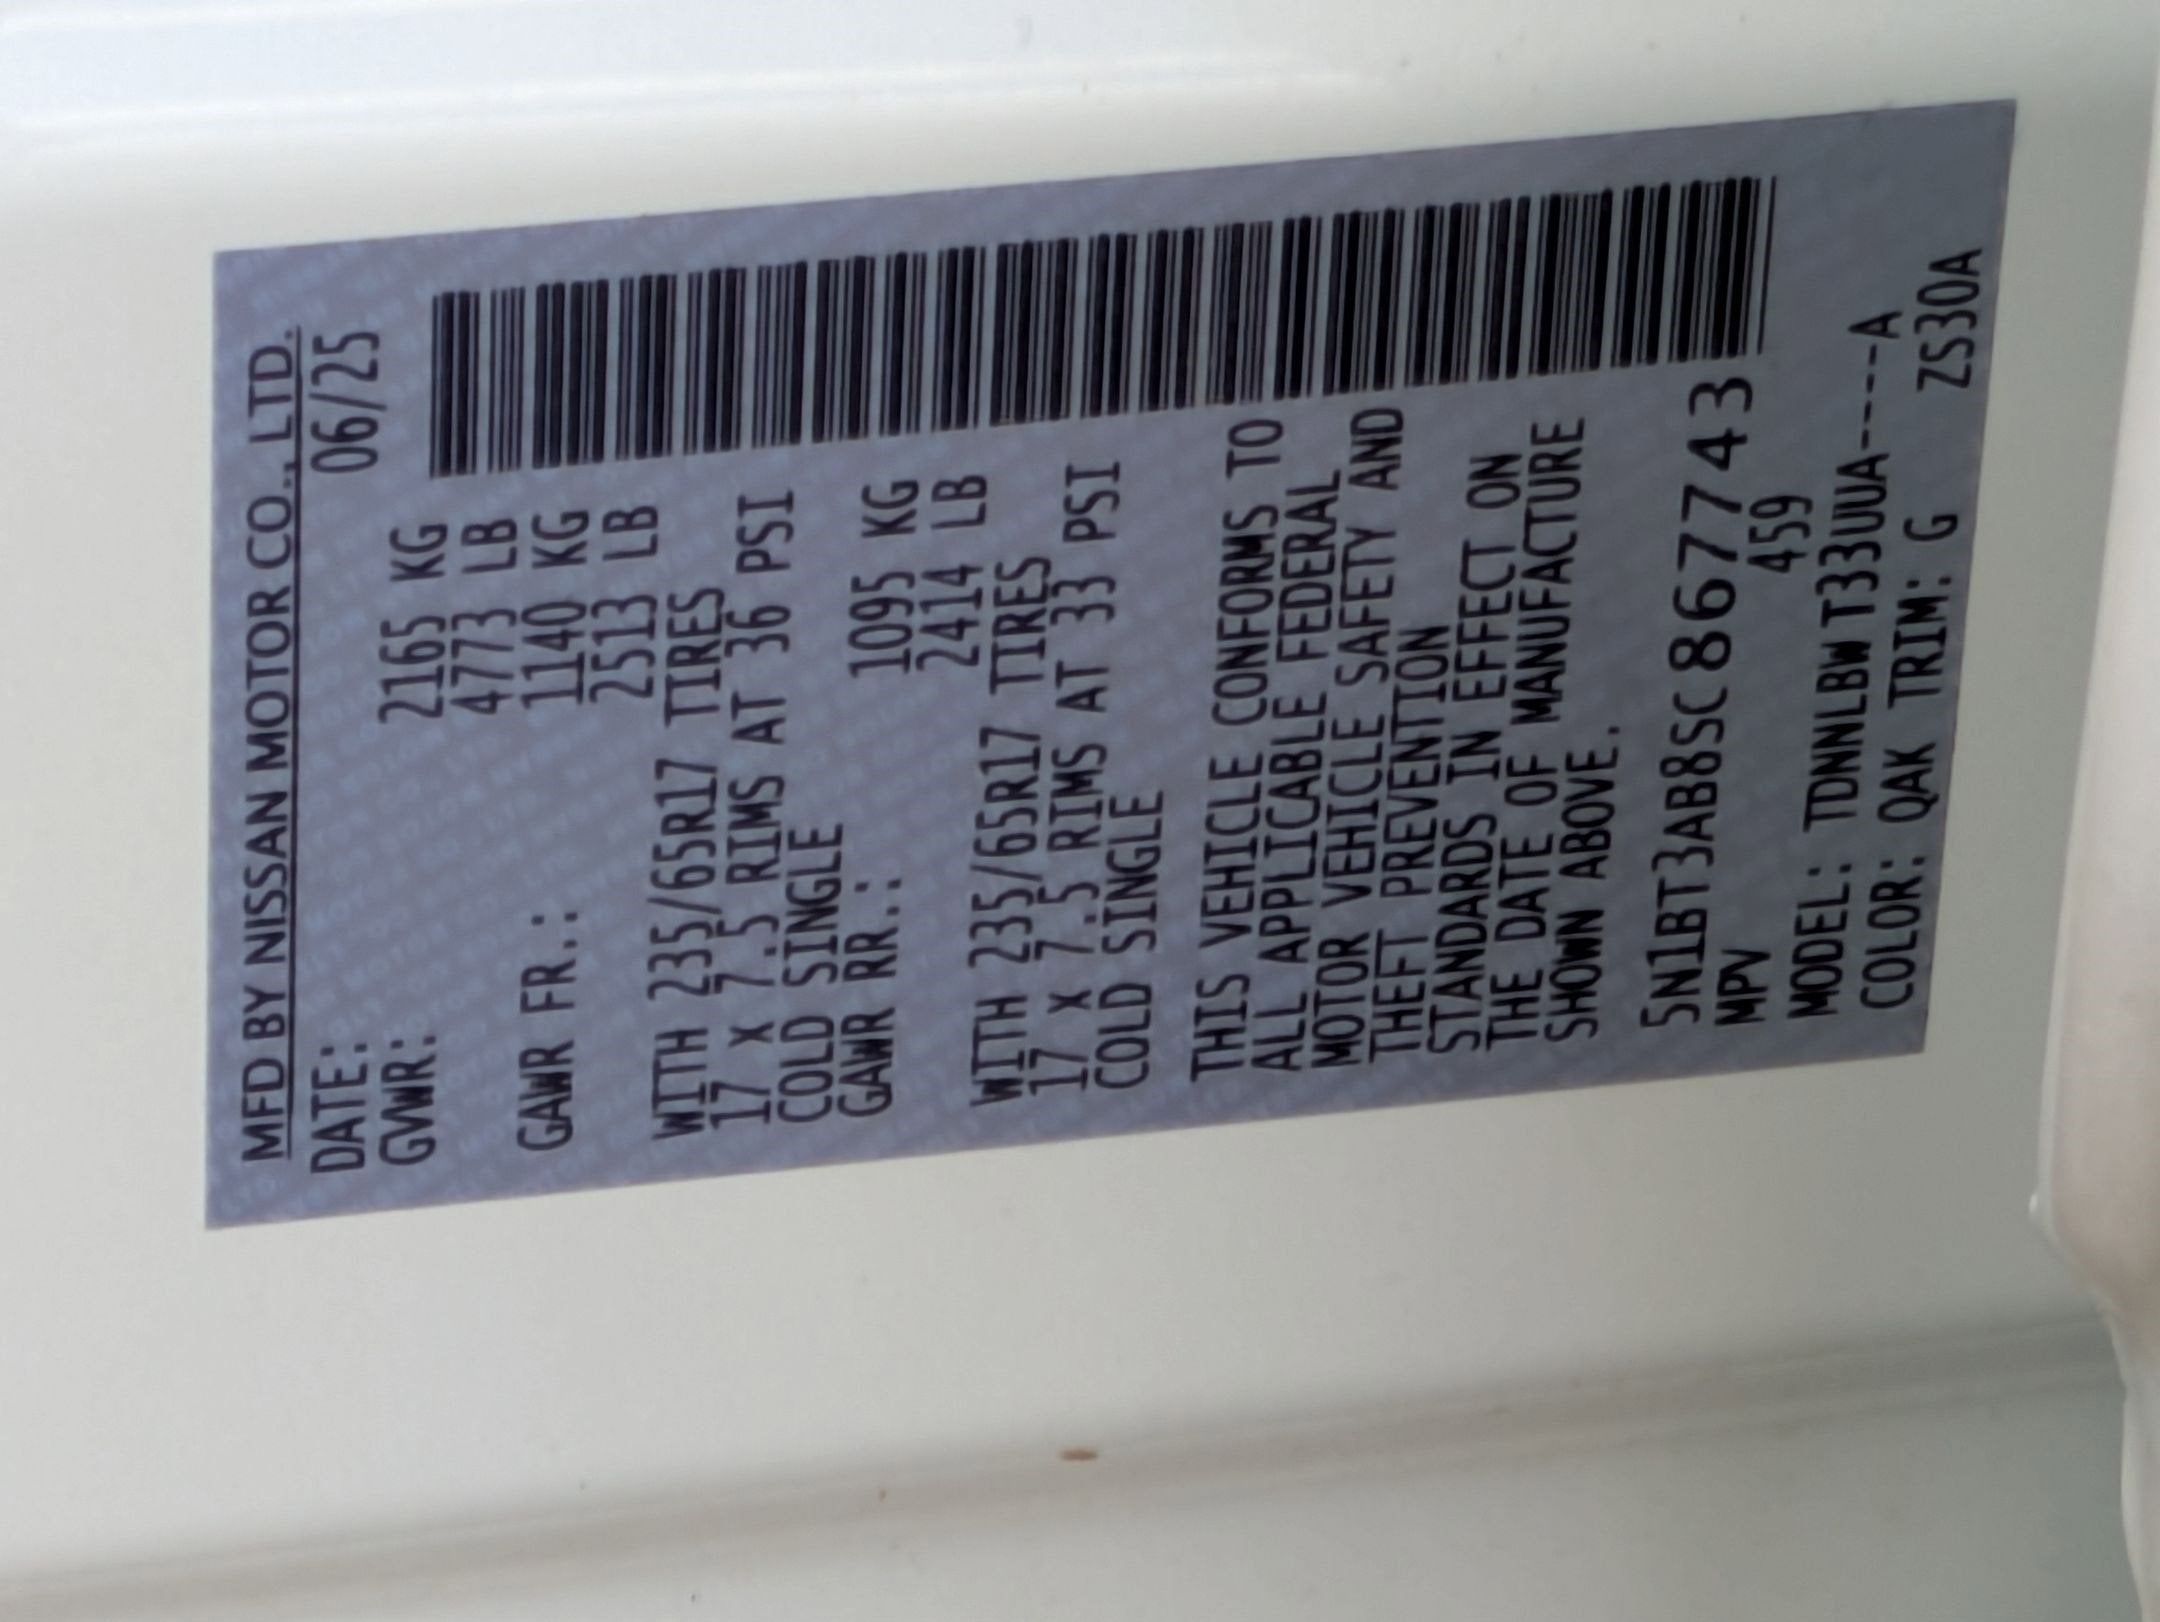 MFD BY NISSAN MOTOR CO., LTD.
DATE: 06/25
GVWR: 2165 KG
4773 LB
GAWR FR.: 1140 KG
2513 LB
WITH 235/65R17 TIRES
17 x 7.5 RIMS AT 36 PSI
COLD SINGLE
GAWR RR.: 1095 KG
2414 LB
WITH 235/65R17 TIRES
17 x 7.5 RIMS AT 33 PSI
COLD SINGLE
THIS VEHICLE CONFORMS TO
ALL APPLICABLE FEDERAL
MOTOR VEHICLE SAFETY AND
THEFT PREVENTION
STANDARDS IN EFFECT ON
THE DATE OF MANUFACTURE
SHOWN ABOVE.
5N1BT3AB8SC867743
MPV 459
MODEL: TDNNLBW T33UUA----A
COLOR: QAK TRIM: G ZS30A